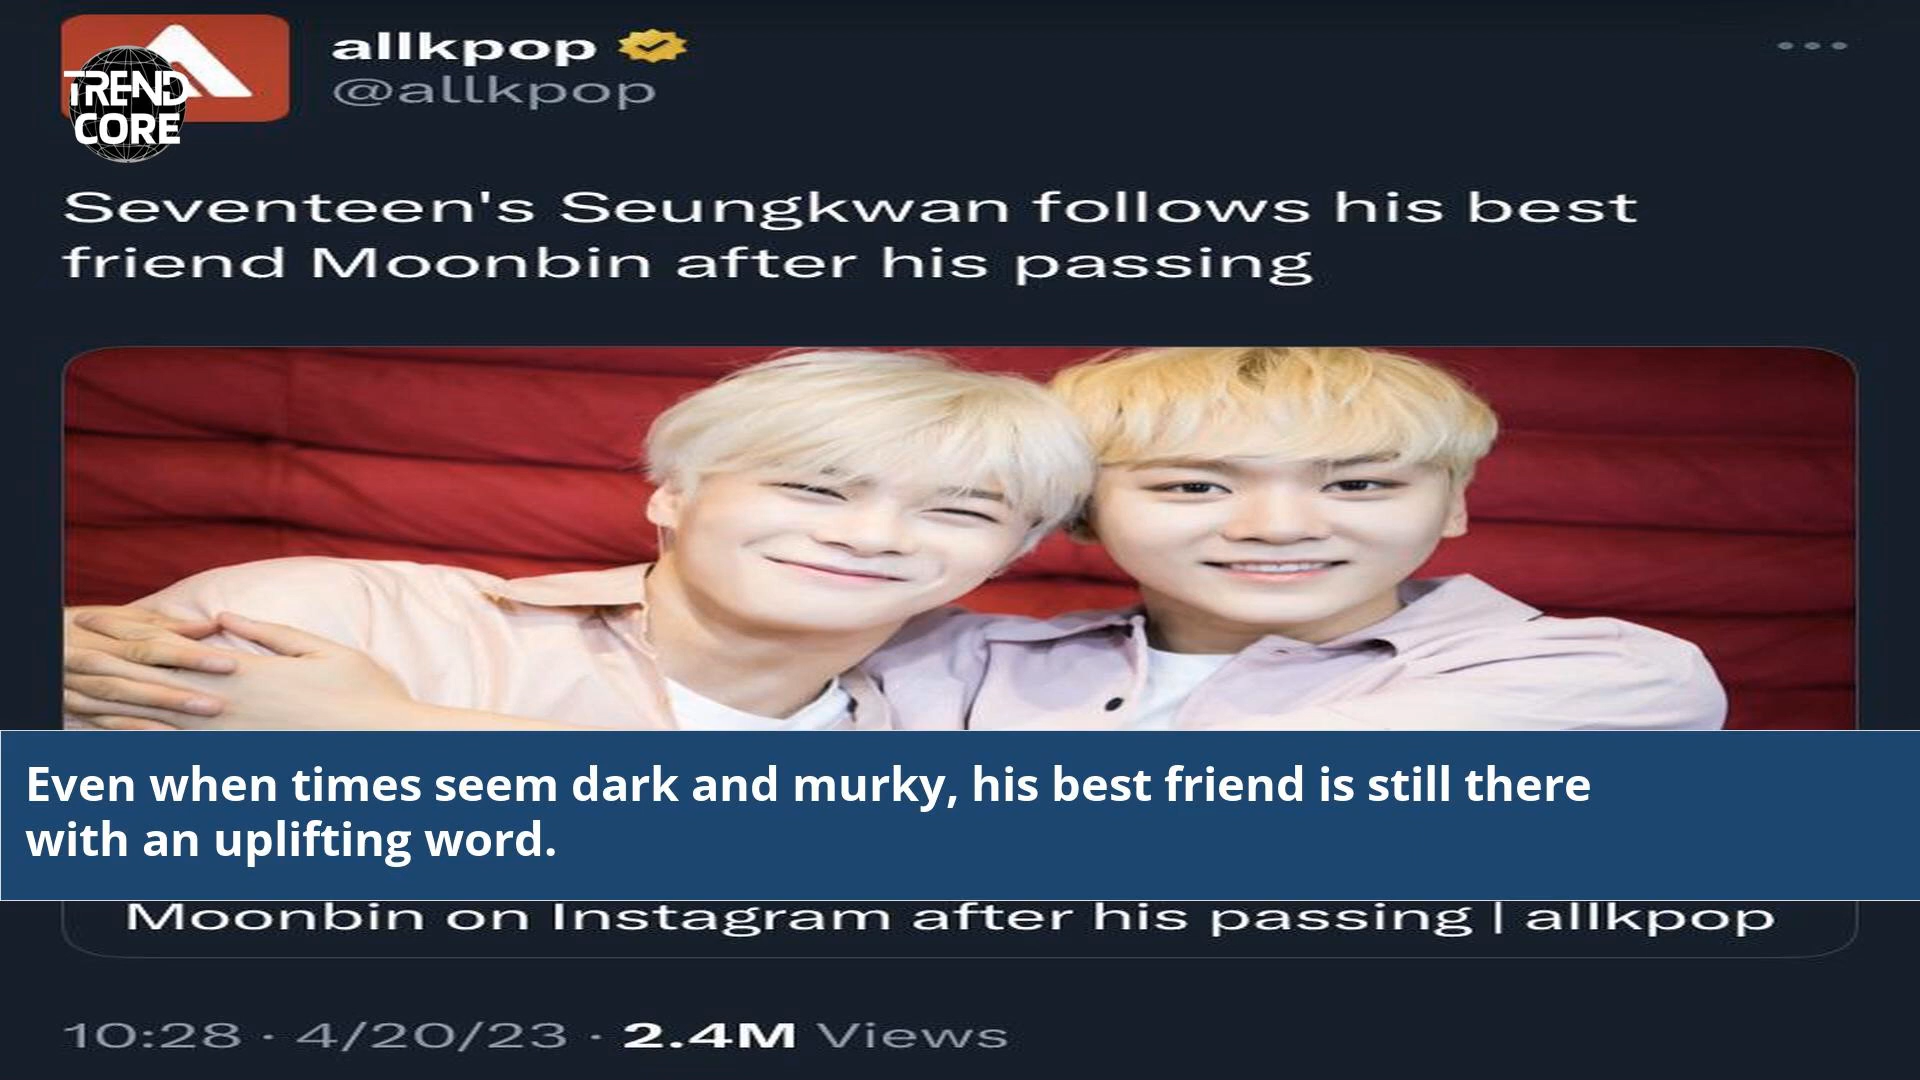 allkpop
@allkpop
TREND
CORE
Seventeen's Seungkwan follows his best
friend Moonbin after his passing
Even when times seem dark and murky, his best friend is still there
with an uplifting word.
Moonbin on Instagram after his passing | allkpop
10:28 · 4/20/23 · 2.4M Views